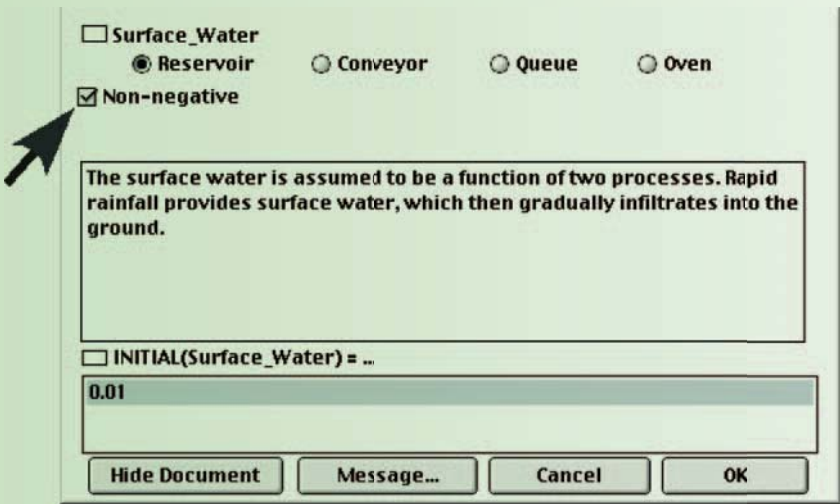 Surface_Water
Reservoir Conveyor Queue Oven
Non-negative
The surface water is assumed to be a function of two processes. Rapid
rainfall provides surface water, which then gradually infiltrates into the
ground.
INITIAL(Surface_Water) = ...
0.01
Hide Document Message... Cancel OK